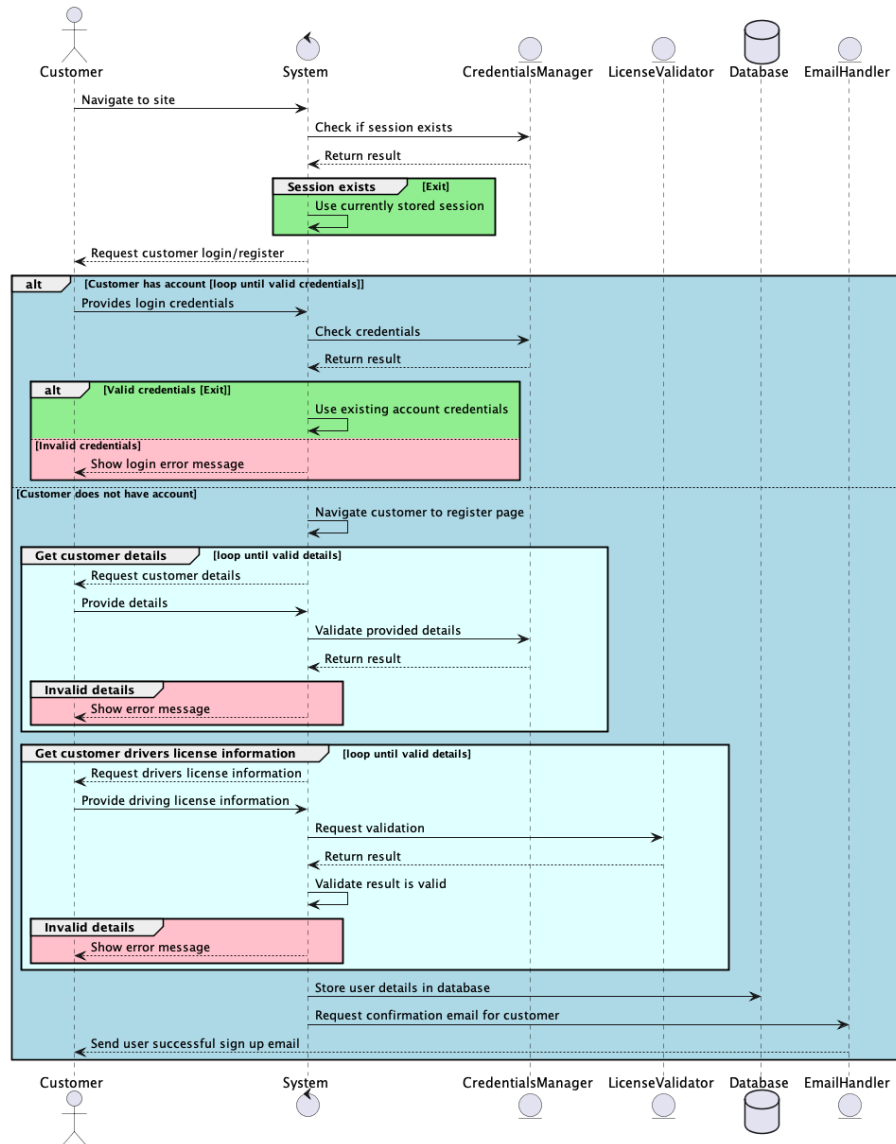 Customer
System
CredentialsManager
LicenseValidator
Database
EmailHandler
Navigate to site
Check if session exists
Return result
Session exists
[Exit]
Use currently stored session
Request customer login/register
alt
[Customer has account [loop until valid credentials]]
Provides login credentials
Check credentials
Return result
alt
[Valid credentials [Exit]]
Use existing account credentials
[Invalid credentials]
Show login error message
[Customer does not have account]
Navigate customer to register page
Get customer details
[loop until valid details]
Request customer details
Provide details
Validate provided details
Return result
Invalid details
Show error message
Get customer drivers license information
[loop until valid details]
Request drivers license information
Provide driving license information
Request validation
Return result
Validate result is valid
Invalid details
Show error message
Store user details in database
Request confirmation email for customer
Send user successful sign up email
Customer
System
CredentialsManager
LicenseValidator
Database
EmailHandler